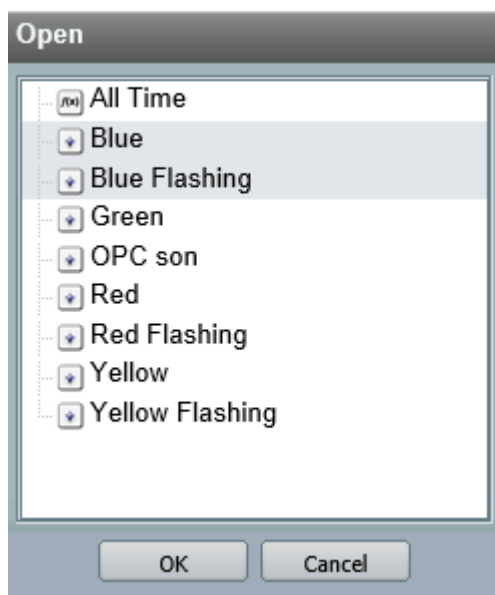 Open
f(x) All Time
Blue
Blue Flashing
Green
OPC son
Red
Red Flashing
Yellow
Yellow Flashing
OK Cancel